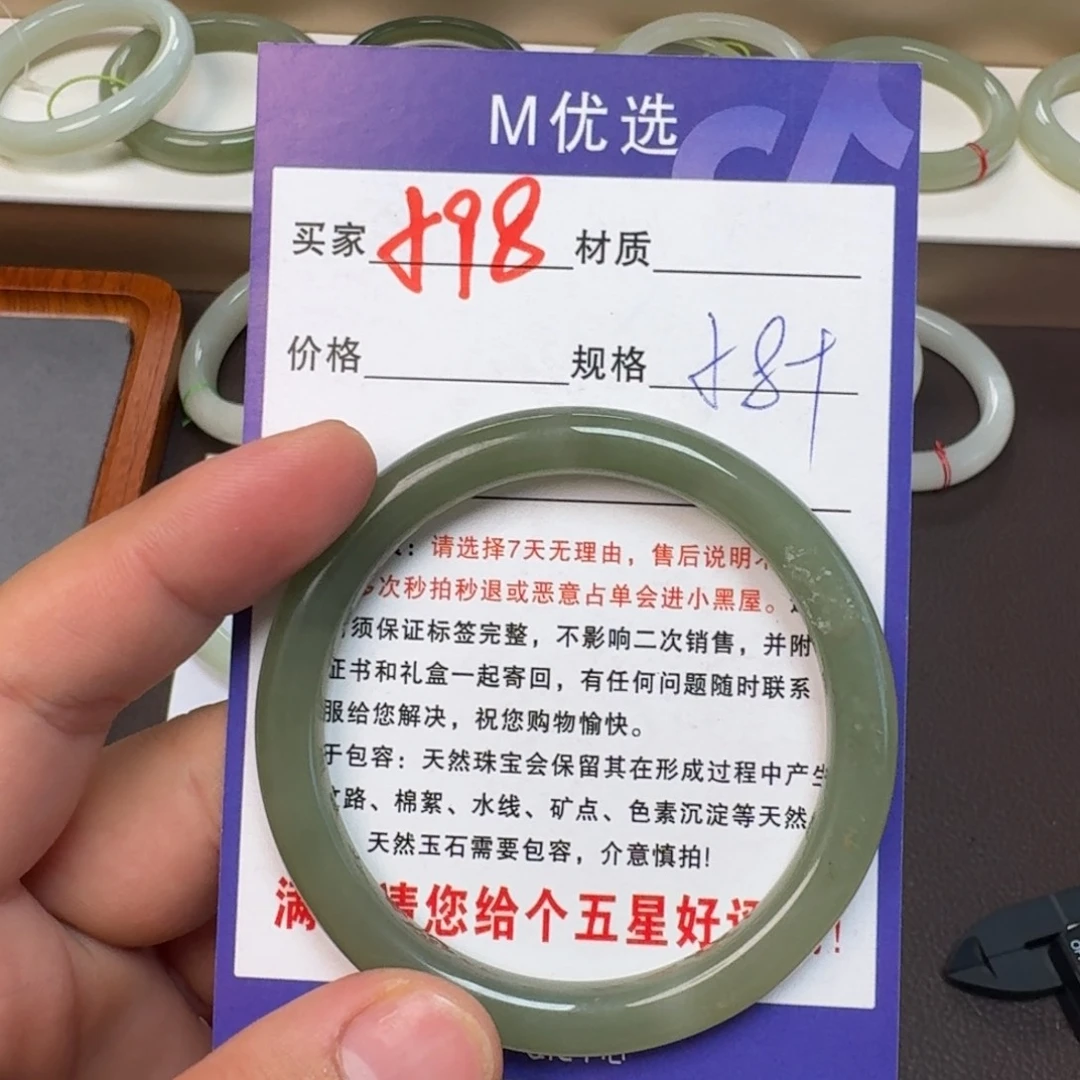 M优选
买家 598 材质
价格 规格 58
请选择7天无理由，售后说明
次秒拍秒退或恶意占单会进小黑屋。
须保证标签完整，不影响二次销售，并附
证书和礼盒一起寄回，有任何问题随时联系
服给您解决，祝您购物愉快。
于包容：天然珠宝会保留其在形成过程中产生
路、棉絮、水线、矿点、色素沉淀等天然
天然玉石需要包容，介意慎拍!
满 请您给个五星好评!